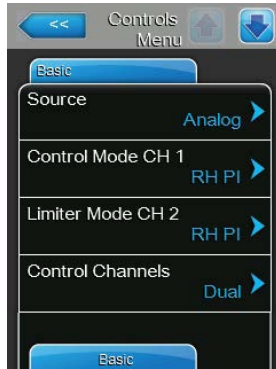 <<
Controls
Menu
Basic
Source
Analog
Control Mode CH 1
RH PI
Limiter Mode CH 2
RH PI
Control Channels
Dual
Basic